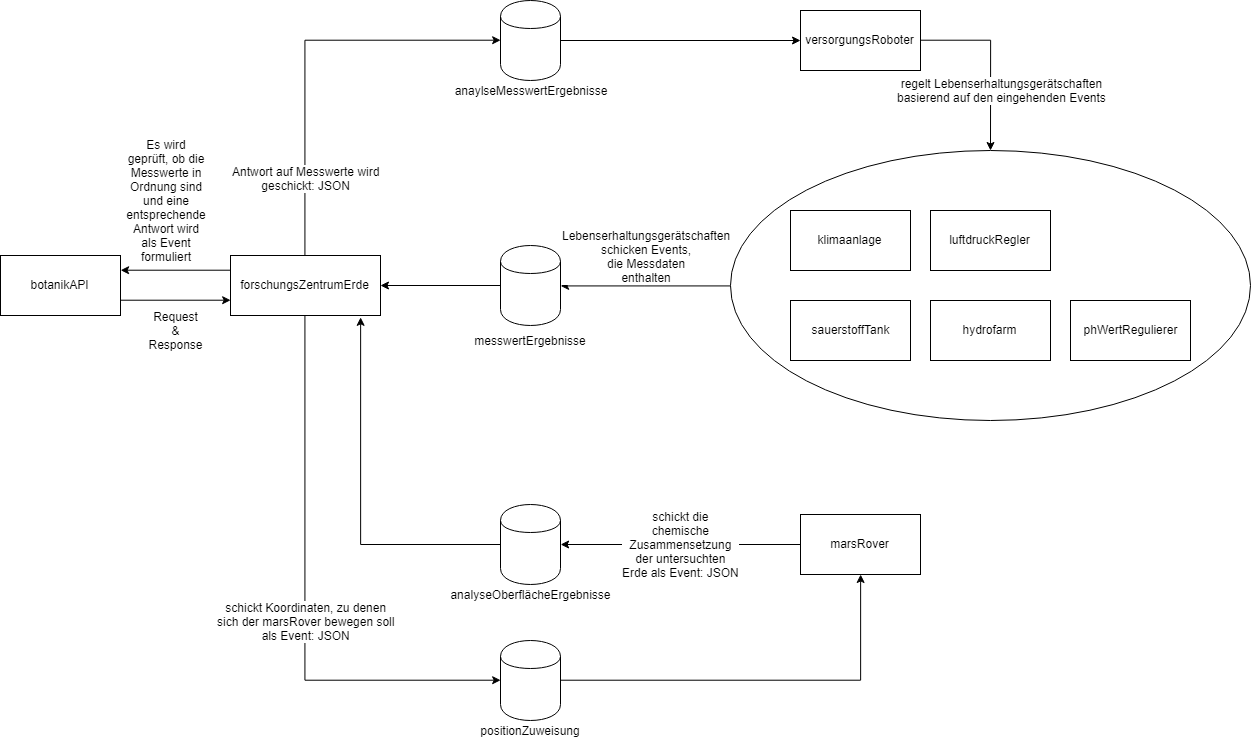 versorgungsRoboter
anaylseMesswertErgebnisse
regelt Lebenserhaltungsgerätschaften
basierend auf den eingehenden Events
Es wird
geprüft, ob die
Messwerte in
Ordnung sind
und eine
entsprechende
Antwort wird
als Event
formuliert
Antwort auf Messwerte wird
geschickt: JSON
Lebenserhaltungsgerätschaften
schicken Events,
die Messdaten
enthalten
klimaanlage
luftdruckRegler
botanikAPI
forschungsZentrumErde
Request
&
Response
messwertErgebnisse
sauerstoffTank
hydrofarm
phWertRegulierer
schickt die
chemische
Zusammensetzung
der untersuchten
Erde als Event: JSON
marsRover
analyseOberflächeErgebnisse
schickt Koordinaten, zu denen
sich der marsRover bewegen soll
als Event: JSON
positionZuweisung